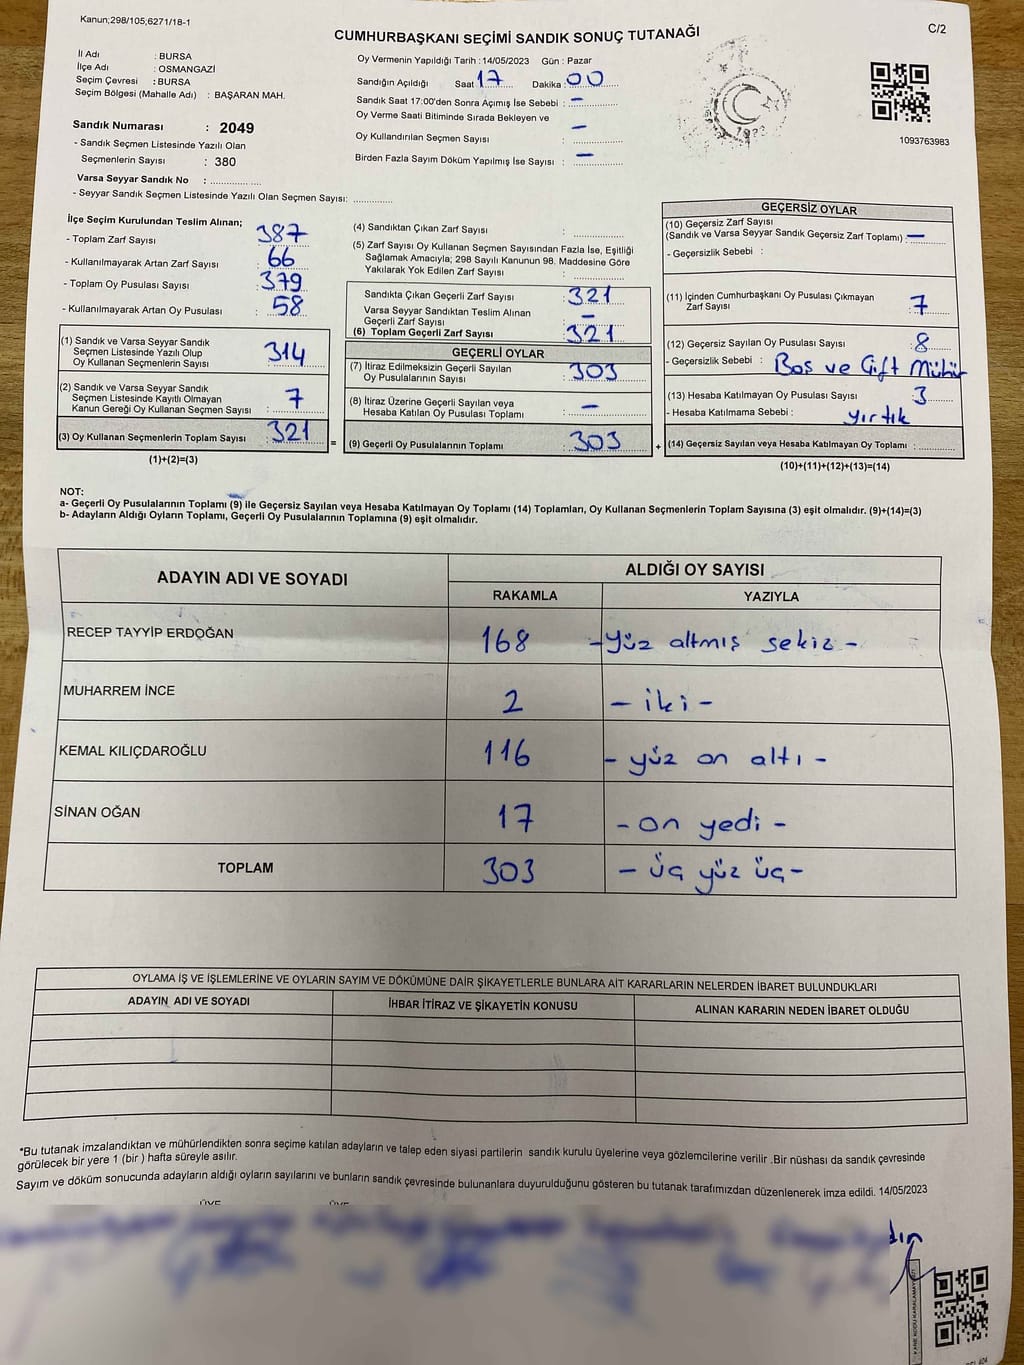 Kanun;298/105,6271/18-1
C/2
CUMHURBAŞKANI SEÇİMİ SANDIK SONUÇ TUTANAĞI
İl Adı : BURSA
İlçe Adı : OSMANGAZİ
Seçim Çevresi : BURSA
Seçim Bölgesi (Mahalle Adı) : BAŞARAN MAH.
Sandık Numarası : 2049
- Sandık Seçmen Listesinde Yazılı Olan
Seçmenlerin Sayısı : 380
Varsa Seyyar Sandık No : ..................
- Seyyar Sandık Seçmen Listesinde Yazılı Olan Seçmen Sayısı: ..............
Oy Vermenin Yapıldığı Tarih : 14/05/2023 Gün : Pazar
Sandığın Açıldığı Saat 17 Dakika : 00
Sandık Saat 17:00'den Sonra Açımış İse Sebebi : –
Oy Verme Saati Bitiminde Sırada Bekleyen ve
Oy Kullandırılan Seçmen Sayısı : –
Birden Fazla Sayım Döküm Yapılmış İse Sayısı : –
1923
1093763983
İlçe Seçim Kurulundan Teslim Alınan;
- Toplam Zarf Sayısı : 387
- Kullanılmayarak Artan Zarf Sayısı : 66
- Toplam Oy Pusulası Sayısı : 379
- Kullanılmayarak Artan Oy Pusulası : 58
(1) Sandık ve Varsa Seyyar Sandık
Seçmen Listesinde Yazılı Olup
Oy Kullanan Seçmenlerin Sayısı : 314
(2) Sandık ve Varsa Seyyar Sandık
Seçmen Listesinde Kayıtlı Olmayan
Kanun Gereği Oy Kullanan Seçmen Sayısı : 7
(3) Oy Kullanan Seçmenlerin Toplam Sayısı : 321
(1)+(2)=(3)
=
(4) Sandıktan Çıkan Zarf Sayısı : ..............
(5) Zarf Sayısı Oy Kullanan Seçmen Sayısından Fazla İse, Eşitliği
Sağlamak Amacıyla; 298 Sayılı Kanunun 98. Maddesine Göre
Yakılarak Yok Edilen Zarf Sayısı : ..............
Sandıkta Çıkan Geçerli Zarf Sayısı : 321
Varsa Seyyar Sandıktan Teslim Alınan
Geçerli Zarf Sayısı : –
(6) Toplam Geçerli Zarf Sayısı : 321
GEÇERLİ OYLAR
(7) İtiraz Edilmeksizin Geçerli Sayılan
Oy Pusulalarının Sayısı : 303
(8) İtiraz Üzerine Geçerli Sayılan veya
Hesaba Katılan Oy Pusulası Toplamı : –
(9) Geçerli Oy Pusulalarının Toplamı : 303
+
GEÇERSİZ OYLAR
(10) Geçersiz Zarf Sayısı
(Sandık ve Varsa Seyyar Sandık Geçersiz Zarf Toplamı) : –
- Geçersizlik Sebebi :
(11) İçinden Cumhurbaşkanı Oy Pusulası Çıkmayan
Zarf Sayısı : 7
(12) Geçersiz Sayılan Oy Pusulası Sayısı : 8
- Geçersizlik Sebebi : Boş ve Çift Mühür
(13) Hesaba Katılmayan Oy Pusulası Sayısı : 3
- Hesaba Katılmama Sebebi : yırtık
(14) Geçersiz Sayılan veya Hesaba Katılmayan Oy Toplamı : ..............
(10)+(11)+(12)+(13)=(14)
NOT:
a- Geçerli Oy Pusulalarının Toplamı (9) ile Geçersiz Sayılan veya Hesaba Katılmayan Oy Toplamı (14) Toplamları, Oy Kullanan Seçmenlerin Toplam Sayısına (3) eşit olmalıdır. (9)+(14)=(3)
b- Adayların Aldığı Oyların Toplamı, Geçerli Oy Pusulalarının Toplamına (9) eşit olmalıdır.
ADAYIN ADI VE SOYADI
ALDIĞI OY SAYISI
RAKAMLA YAZIYLA
RECEP TAYYİP ERDOĞAN 168 - yüz altmış sekiz -
MUHARREM İNCE 2 - iki -
KEMAL KILIÇDAROĞLU 116 - yüz on altı -
SİNAN OĞAN 17 - on yedi -
TOPLAM 303 - üç yüz üç -
OYLAMA İŞ VE İŞLEMLERİNE VE OYLARIN SAYIM VE DÖKÜMÜNE DAİR ŞİKAYETLERLE BUNLARA AİT KARARLARIN NELERDEN İBARET BULUNDUKLARI
ADAYIN ADI VE SOYADI İHBAR İTİRAZ VE ŞİKAYETİN KONUSU ALINAN KARARIN NEDEN İBARET OLDUĞU
*Bu tutanak imzalandıktan ve mühürlendikten sonra seçime katılan adayların ve talep eden siyasi partilerin sandık kurulu üyelerine veya gözlemcilerine verilir .Bir nüshası da sandık çevresinde
görülecek bir yere 1 (bir ) hafta süreyle asılır.
Sayım ve döküm sonucunda adayların aldığı oyların sayılarını ve bunların sandık çevresinde bulunanlara duyurulduğunu gösteren bu tutanak tarafımızdan düzenlenerek imza edildi. 14/05/2023
ÜYE ÜYE